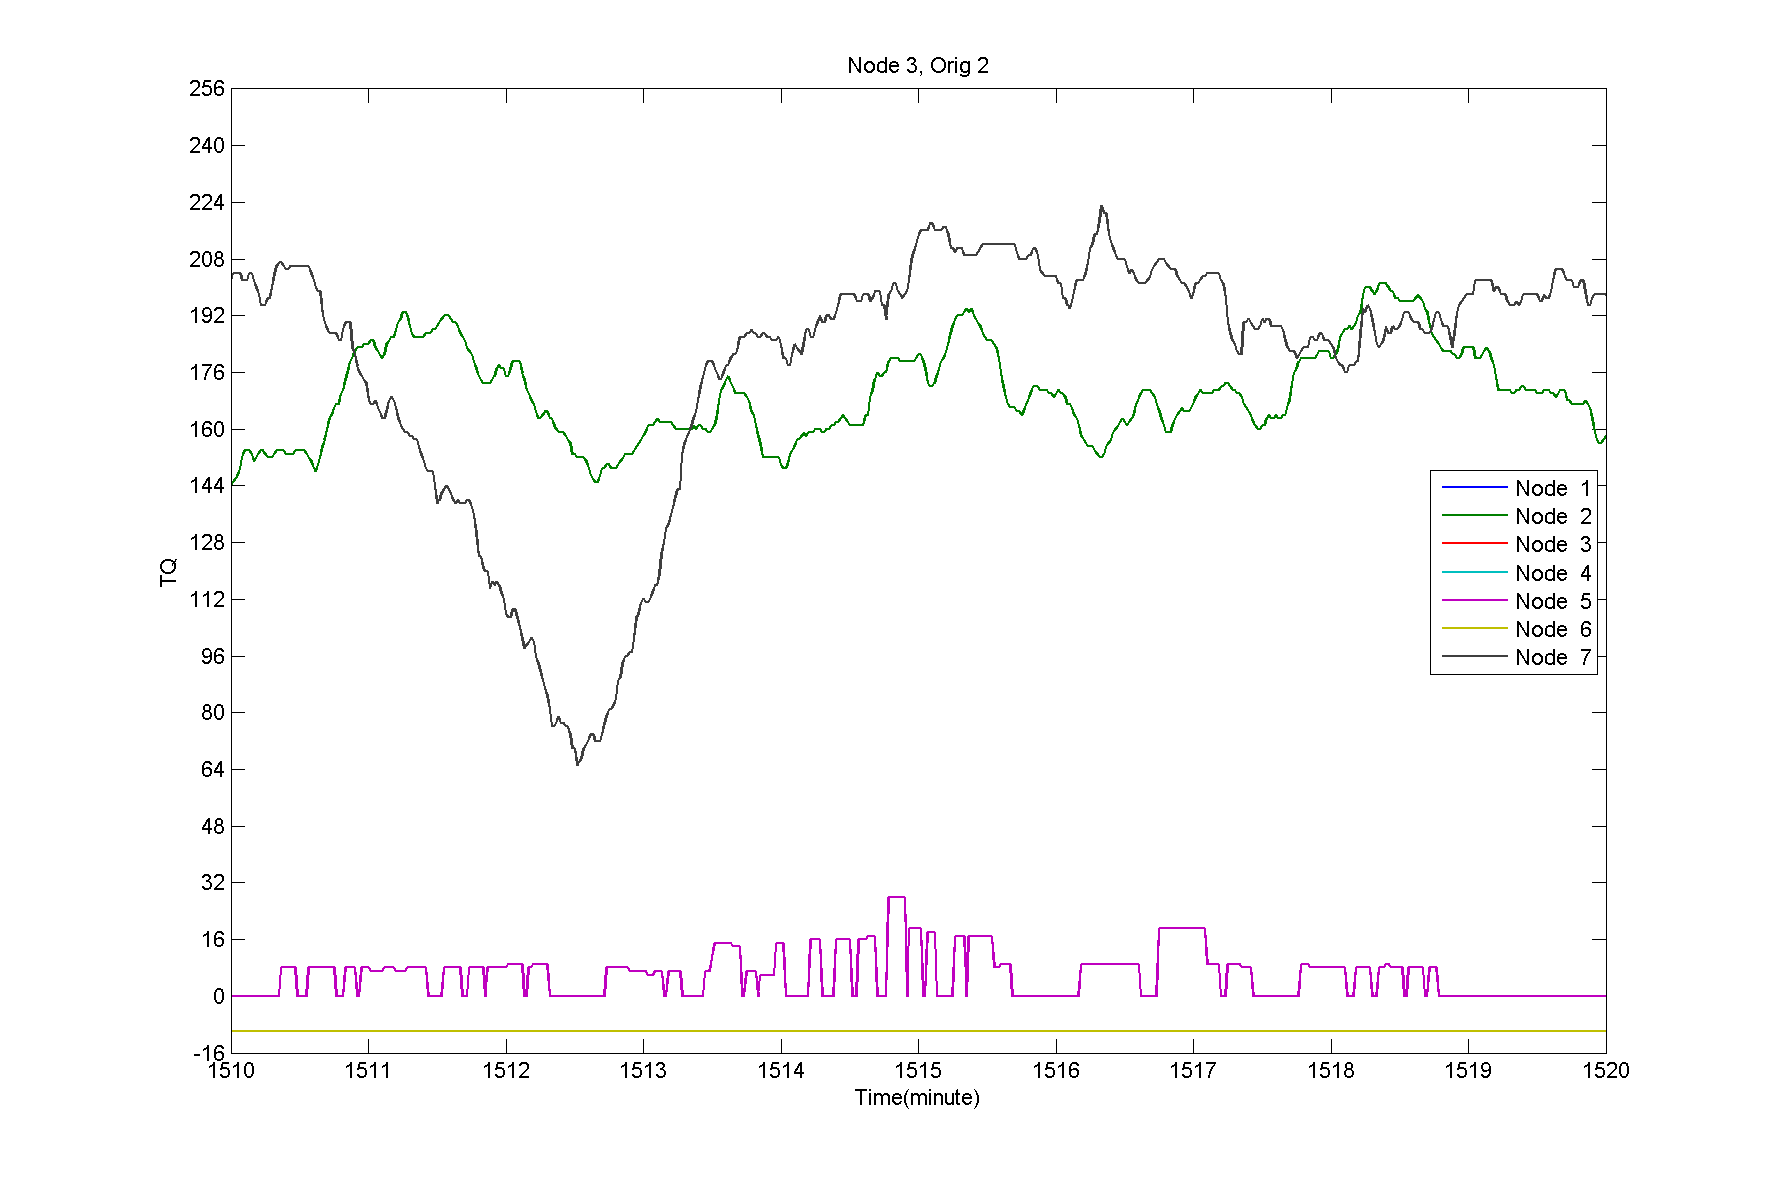 Node 3, Orig 2
256
240
224
208
192
176
160
144
128
112
96
80
64
48
32
16
0
-16
TQ
Node 1
Node 2
Node 3
Node 4
Node 5
Node 6
Node 7
1510 1511 1512 1513 1514 1515 1516 1517 1518 1519 1520
Time(minute)